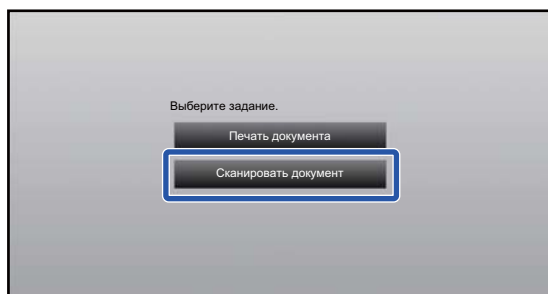 Выберите задание.
Печать документа
Сканировать документ